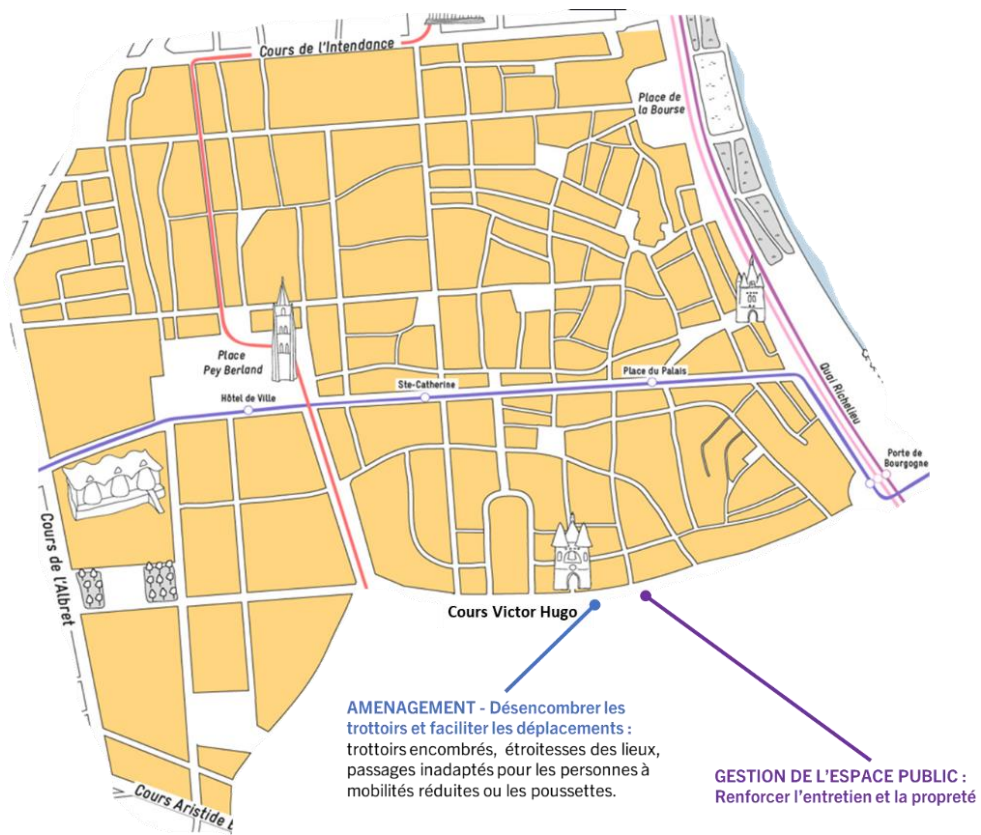 Cours de l'Intendance
Place de
la Bourse
Place
Pey Berland
Hôtel de Ville
Ste-Catherine
Place du Palais
Quai Richelieu
Porte de
Bourgogne
Cours de l'Albret
Cours Victor Hugo
AMENAGEMENT - Désencombrer les
trottoirs et faciliter les déplacements :
trottoirs encombrés, étroitesses des lieux,
passages inadaptés pour les personnes à
mobilités réduites ou les poussettes.
GESTION DE L'ESPACE PUBLIC :
Renforcer l'entretien et la propreté
Cours Aristide